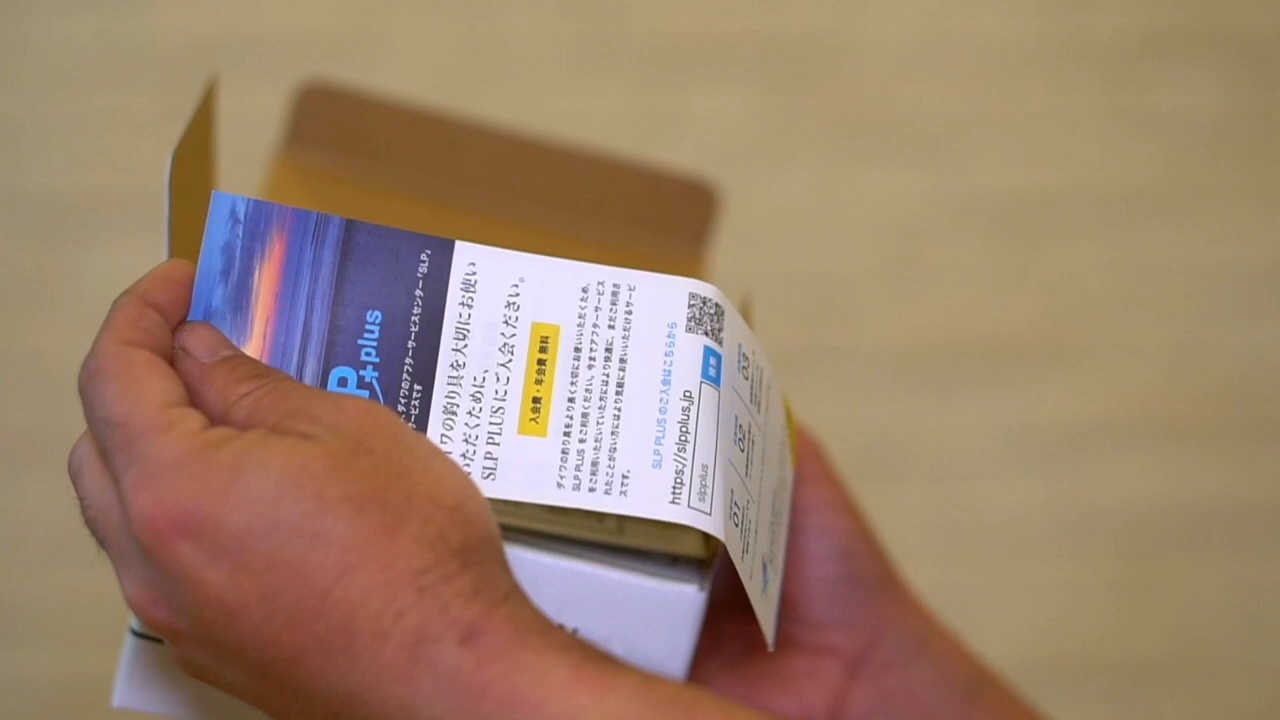 P
+plus
ダイワのアフターサービスセンター「SLP」
ービスです
ワの釣り具を大切にお使い
いただくために、
SLP PLUSにご入会ください。
入会費・年会費 無料
ダイワの釣り具をより長く大切にお使いいただくため、
SLP PLUS をご利用ください。今までアフターサービス
をご利用いただいていた方にはより快適に、まだご利用さ
れたことがない方にはより気軽にお使いいただけるサービ
スです。
SLP PLUS のご入会はこちらから
https://slpplus.jp
slpplus
検索
01
02
03